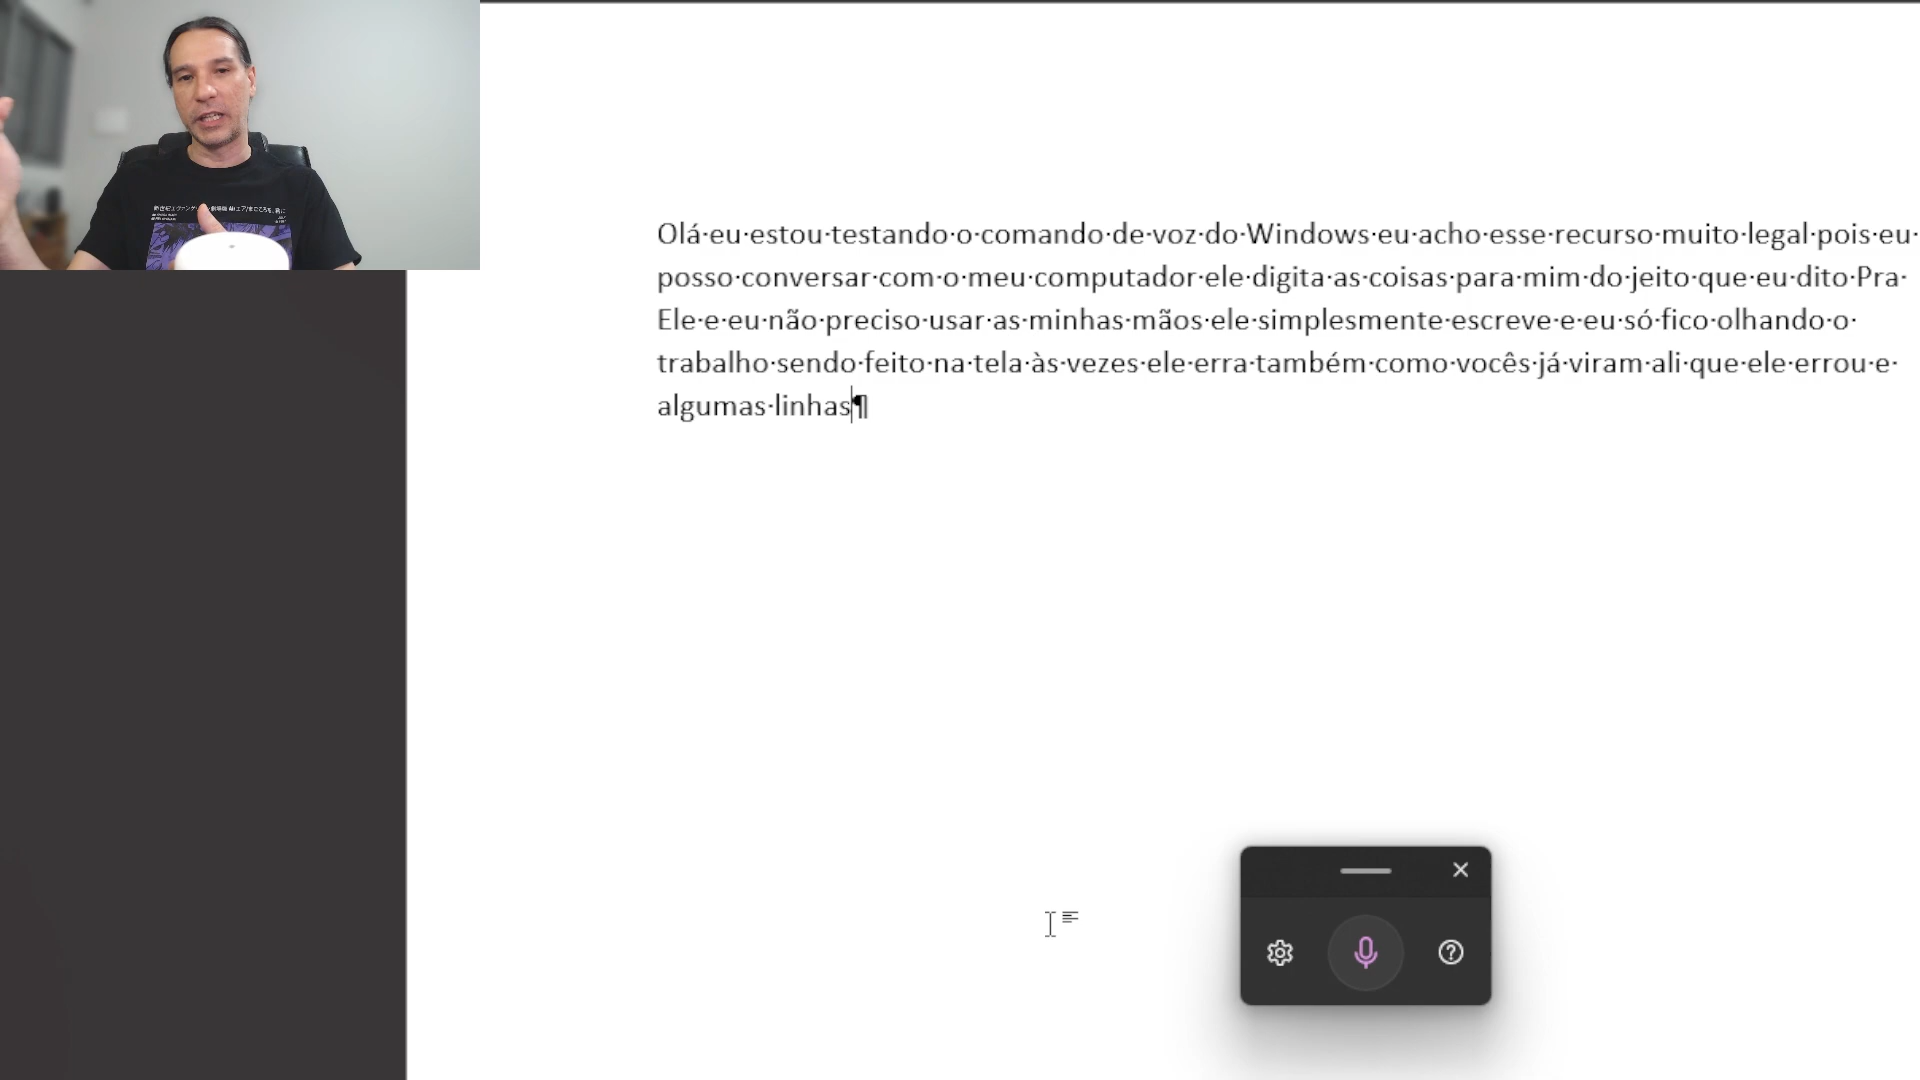 Olá·eu·estou·testando·o·comando·de·voz·do·Windows·eu·acho·esse·recurso·muito·legal·pois·eu·
posso·conversar·com·o·meu·computador·ele·digita·as·coisas·para·mim·do·jeito·que·eu·dito·Pra·
Ele·e·eu·não·preciso·usar·as·minhas·mãos·ele·simplesmente·escreve·e·eu·só·fico·olhando·o·
trabalho·sendo·feito·na·tela·às·vezes·ele·erra·também·como·vocês·já·viram·ali·que·ele·errou·e·
algumas·linhas¶